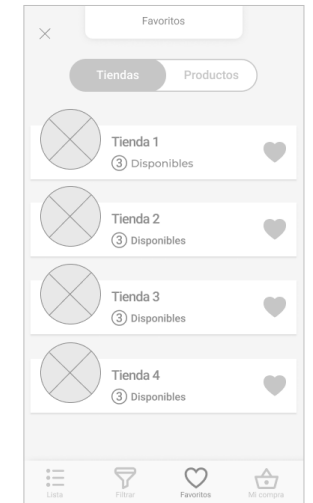 Favoritos
Tiendas Productos
Tienda 1
3 Disponibles
Tienda 2
3 Disponibles
Tienda 3
3 Disponibles
Tienda 4
3 Disponibles
Lista Filtrar Favoritos Mi compra